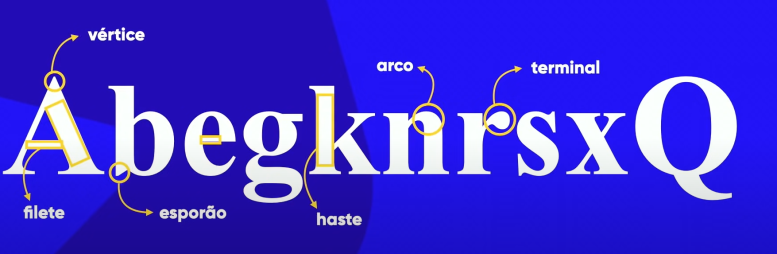 vértice
arco
terminal
AbegknrsxQ
filete
esporão
haste